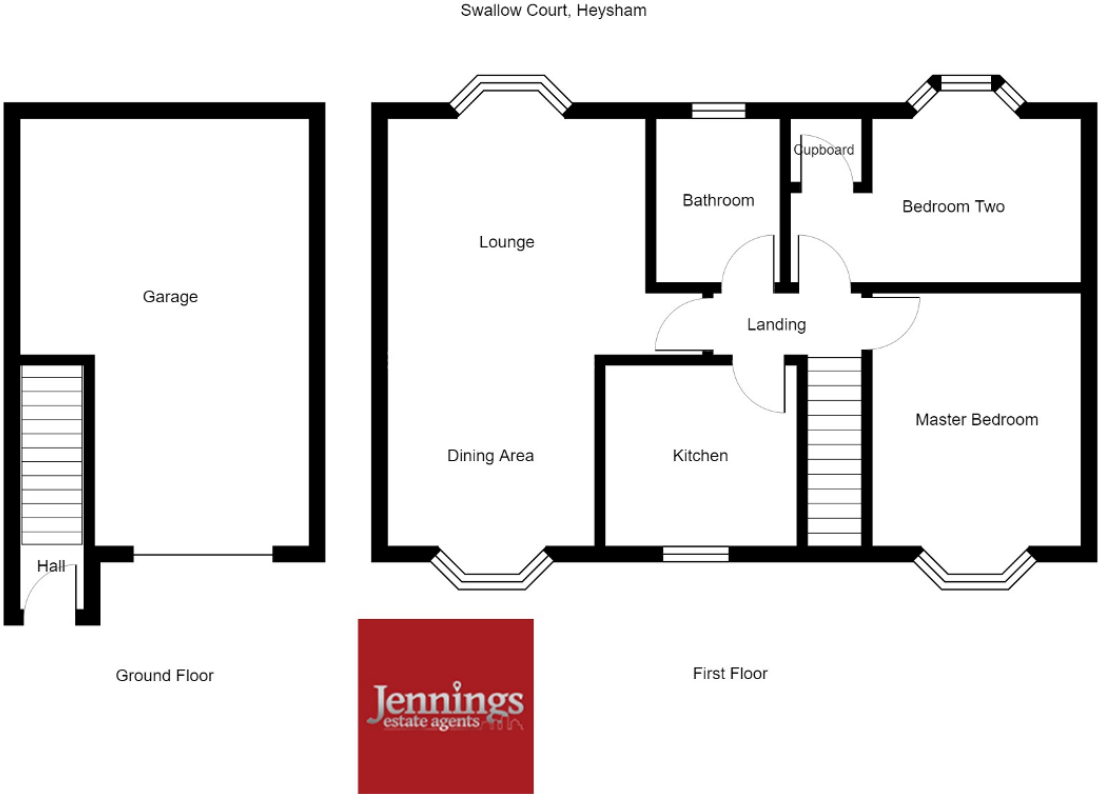 Swallow Court, Heysham
Garage
Hall
Ground Floor
Lounge
Bathroom
Cupboard
Bedroom Two
Landing
Dining Area
Kitchen
Master Bedroom
First Floor
Jennings
estate agents